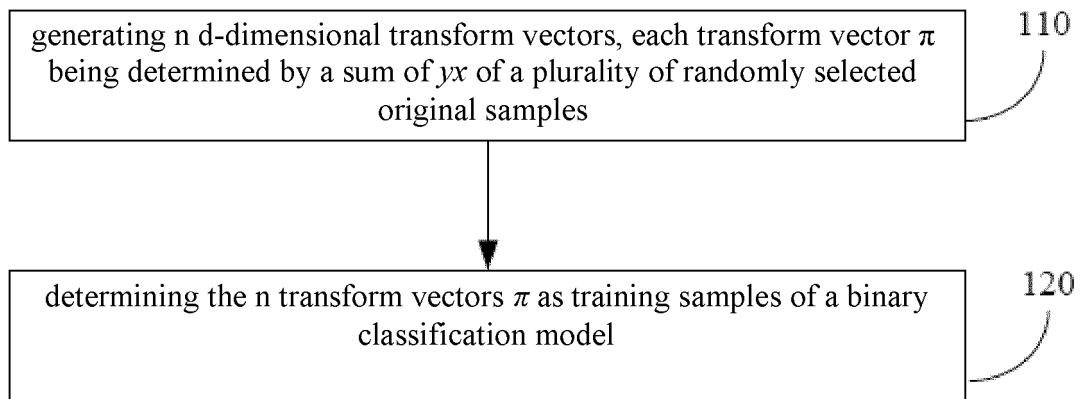 generating n d-dimensional transform vectors, each transform vector π
being determined by a sum of yx of a plurality of randomly selected
original samples
110
determining the n transform vectors π as training samples of a binary
classification model
120